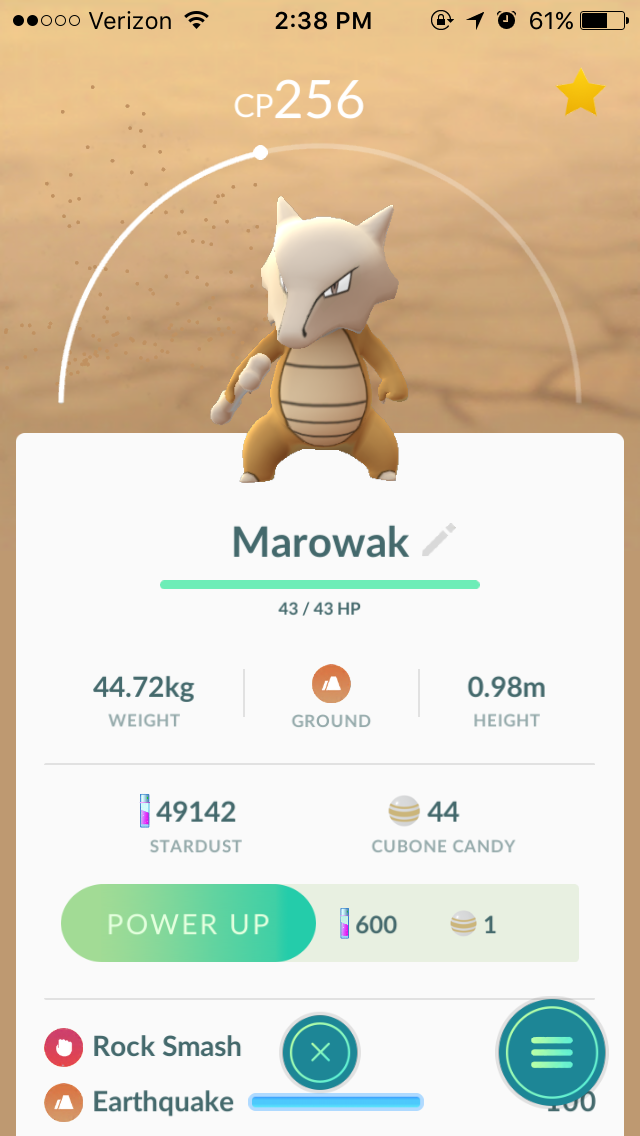 Verizon 2:38 PM 61%
CP256
Marowak
43 / 43 HP
44.72kg 0.98m
WEIGHT GROUND HEIGHT
49142 44
STARDUST CUBONE CANDY
POWER UP 600 1
Rock Smash
Earthquake 100